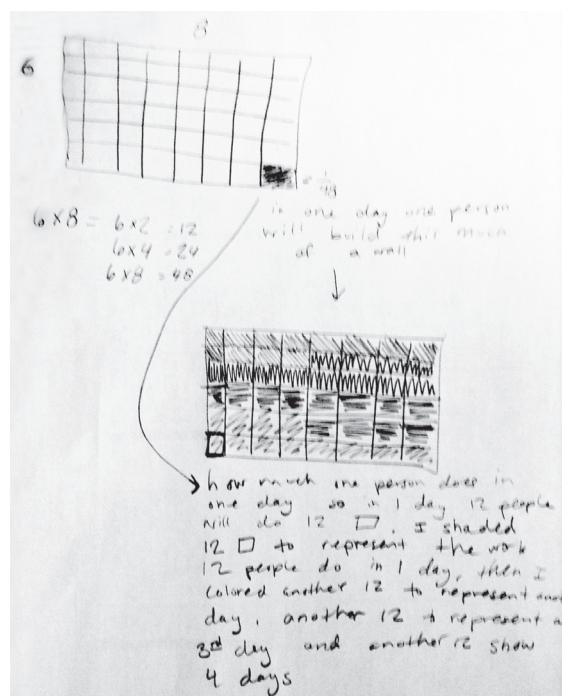 8
6
= 1/48
6x8 = 6x2 = 12
6x4 = 24
6x8 = 48
in one day one person
will build this much
of a wall
how much one person does in
one day so in 1 day 12 people
will do 12 □. I shaded
12 □ to represent the work
12 people do in 1 day, then I
colored another 12 to represent
day, another 12 to represent a
3rd day and another 12 show
4 days